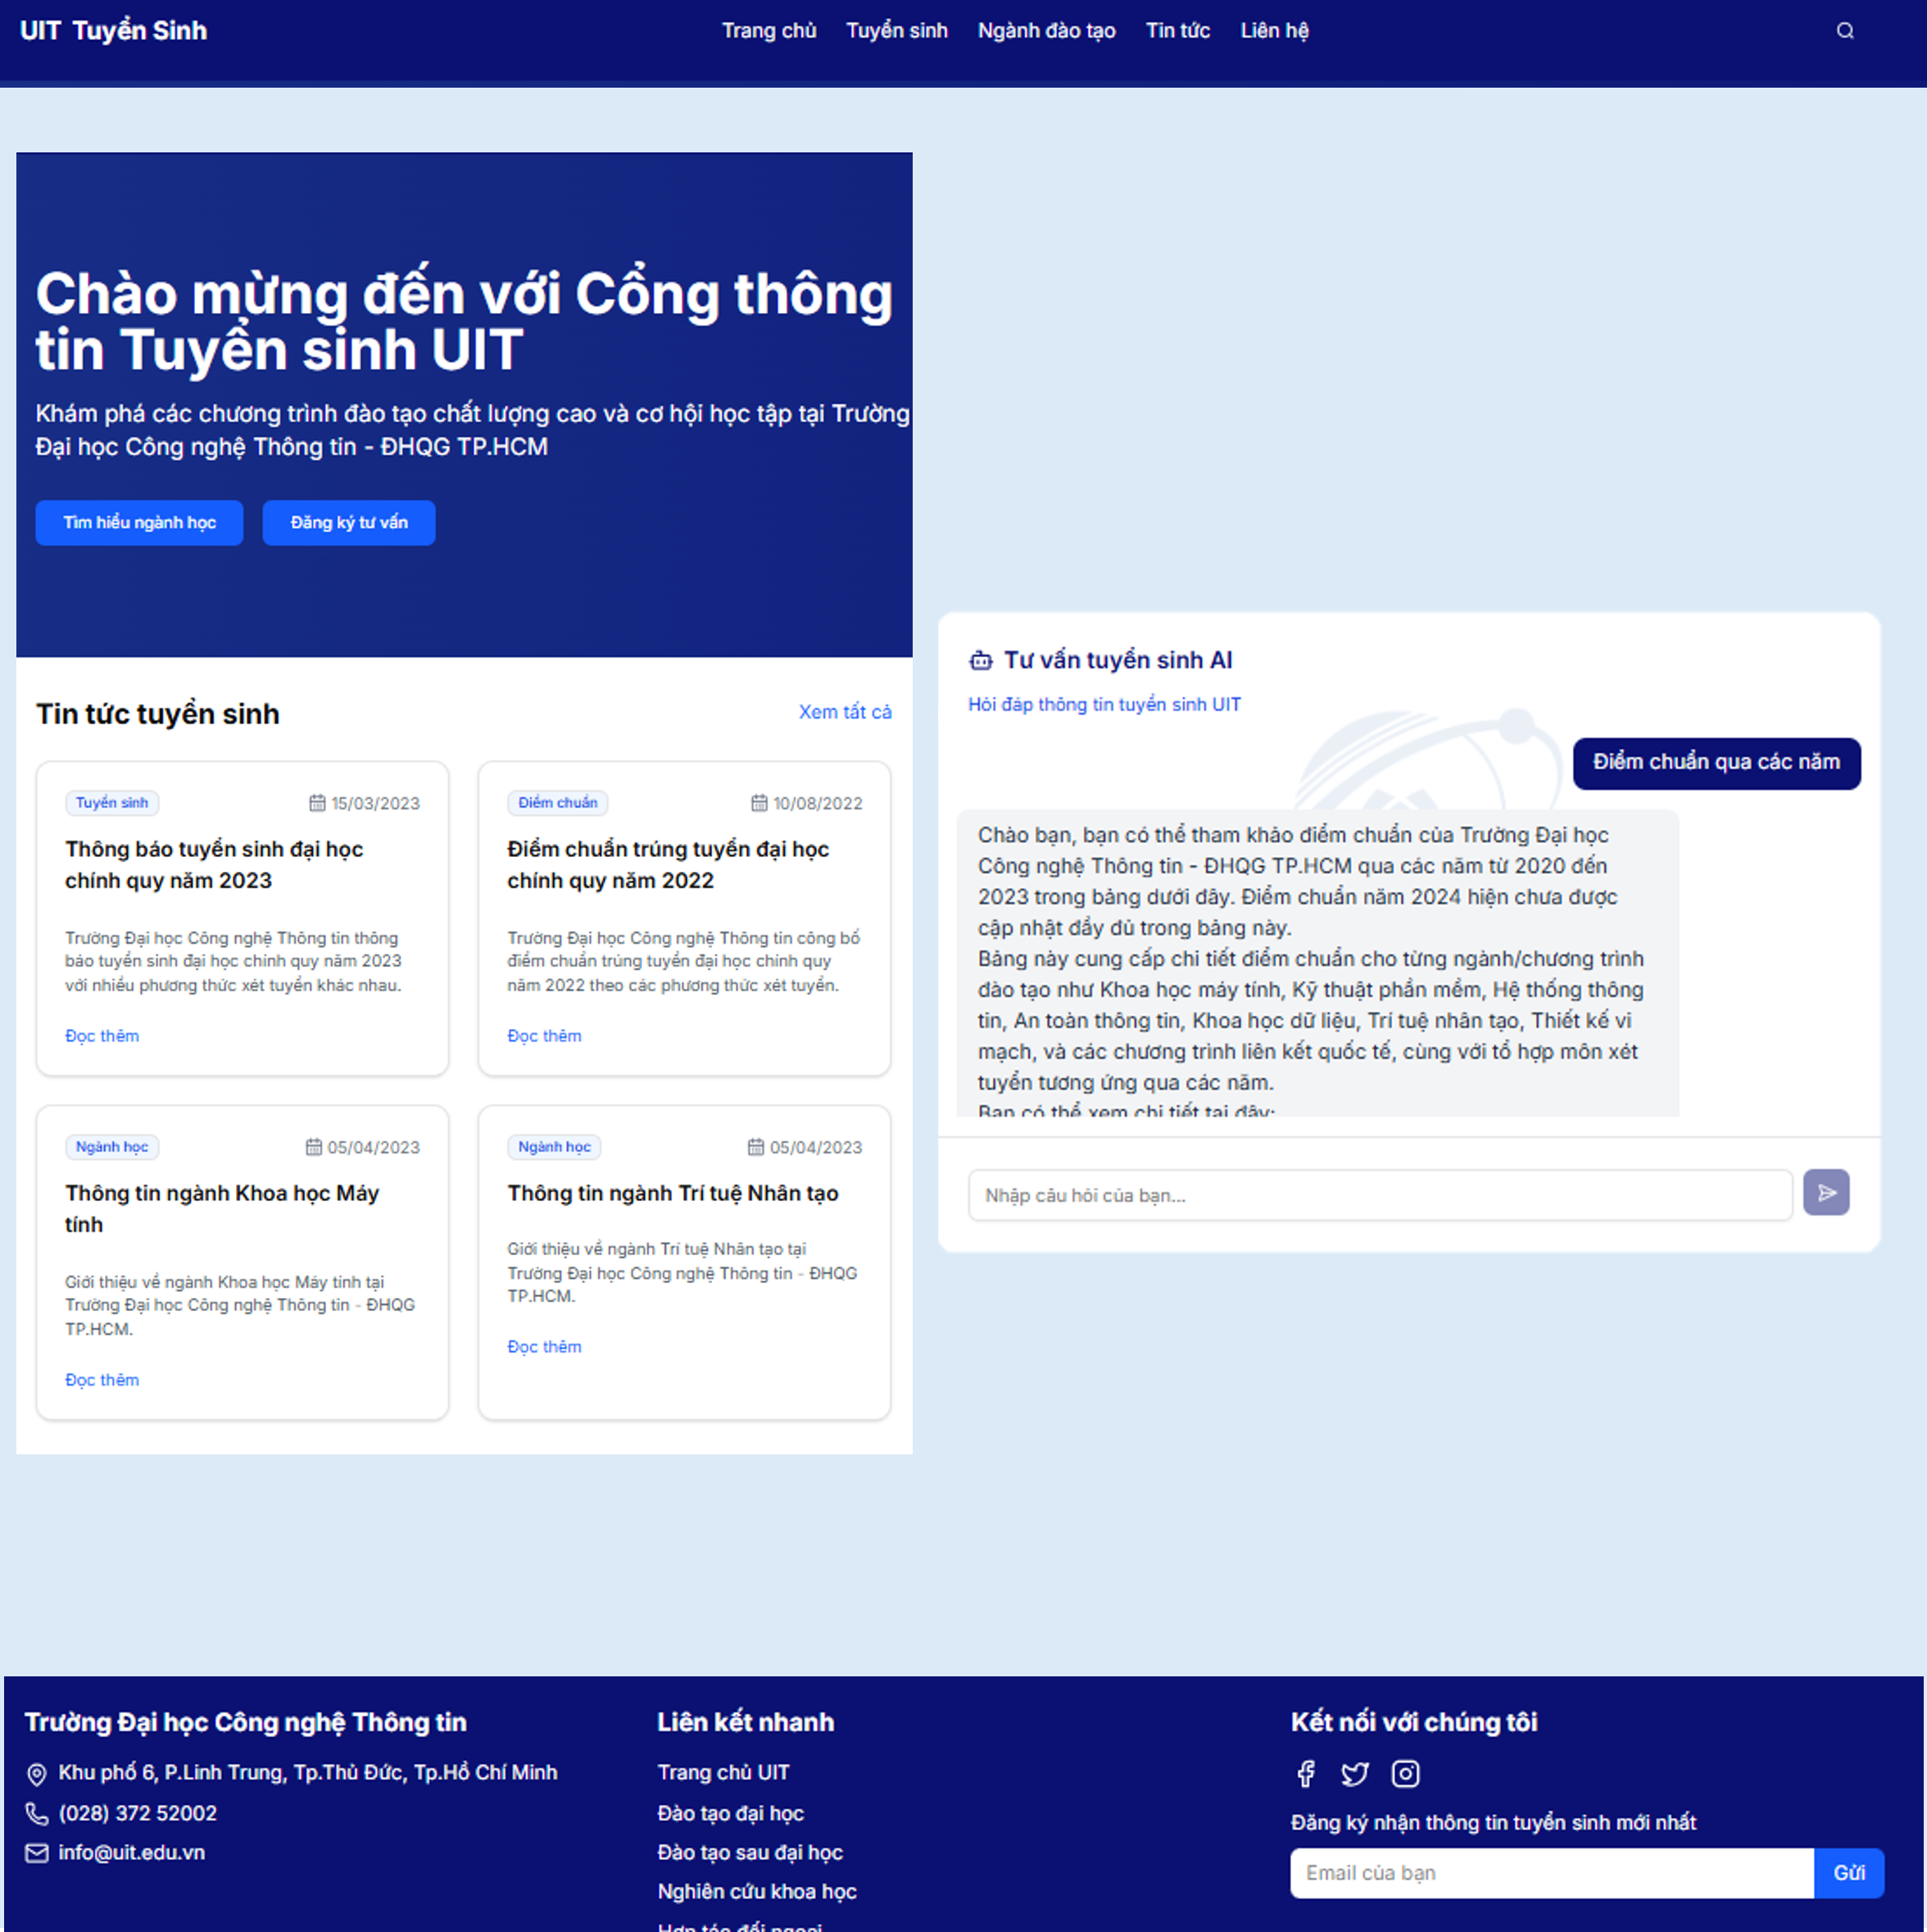 UIT Tuyển Sinh
Trang chủ
Tuyển sinh
Ngành đào tạo
Tin tức
Liên hệ
Chào mừng đến với Cổng thông
tin Tuyển sinh UIT
Khám phá các chương trình đào tạo chất lượng cao và cơ hội học tập tại Trường
Đại học Công nghệ Thông tin - ĐHQG TP.HCM
Tìm hiểu ngành học
Đăng ký tư vấn
Tin tức tuyển sinh
Xem tất cả
Tuyển sinh
15/03/2023
Thông báo tuyển sinh đại học
chính quy năm 2023
Trường Đại học Công nghệ Thông tin thông
báo tuyển sinh đại học chính quy năm 2023
với nhiều phương thức xét tuyển khác nhau.
Đọc thêm
Điểm chuẩn
10/08/2022
Điểm chuẩn trúng tuyển đại học
chính quy năm 2022
Trường Đại học Công nghệ Thông tin công bố
điểm chuẩn trúng tuyển đại học chính quy
năm 2022 theo các phương thức xét tuyển.
Đọc thêm
Ngành học
05/04/2023
Thông tin ngành Khoa học Máy
tính
Giới thiệu về ngành Khoa học Máy tính tại
Trường Đại học Công nghệ Thông tin - ĐHQG
TP.HCM.
Đọc thêm
Ngành học
05/04/2023
Thông tin ngành Trí tuệ Nhân tạo
Giới thiệu về ngành Trí tuệ Nhân tạo tại
Trường Đại học Công nghệ Thông tin - ĐHQG
TP.HCM.
Đọc thêm
Tư vấn tuyển sinh AI
Hỏi đáp thông tin tuyển sinh UIT
Điểm chuẩn qua các năm
Chào bạn, bạn có thể tham khảo điểm chuẩn của Trường Đại học
Công nghệ Thông tin - ĐHQG TP.HCM qua các năm từ 2020 đến
2023 trong bảng dưới đây. Điểm chuẩn năm 2024 hiện chưa được
cập nhật đầy đủ trong bảng này.
Bảng này cung cấp chi tiết điểm chuẩn cho từng ngành/chương trình
đào tạo như Khoa học máy tính, Kỹ thuật phần mềm, Hệ thống thông
tin, An toàn thông tin, Khoa học dữ liệu, Trí tuệ nhân tạo, Thiết kế vi
mạch, và các chương trình liên kết quốc tế, cùng với tổ hợp môn xét
tuyển tương ứng qua các năm.
Bạn có thể xem chi tiết tại đây:
Nhập câu hỏi của bạn...
Trường Đại học Công nghệ Thông tin
Khu phố 6, P.Linh Trung, Tp.Thủ Đức, Tp.Hồ Chí Minh
(028) 372 52002
info@uit.edu.vn
Liên kết nhanh
Trang chủ UIT
Đào tạo đại học
Đào tạo sau đại học
Nghiên cứu khoa học
Hợp tác đối ngoại
Kết nối với chúng tôi
Đăng ký nhận thông tin tuyển sinh mới nhất
Email của bạn
Gửi